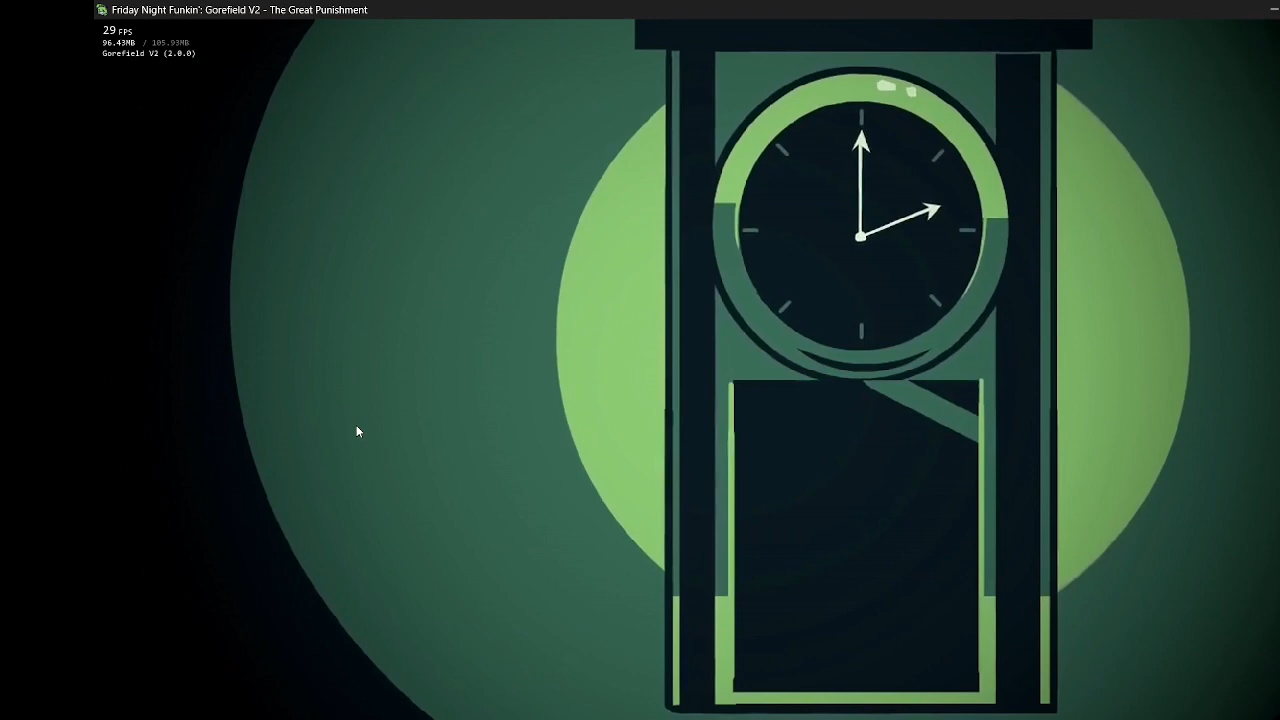 Friday Night Funkin': Gorefield V2 - The Great Punishment
29 FPS
96.43MB / 105.93MB
Gorefield V2 (2.0.0)